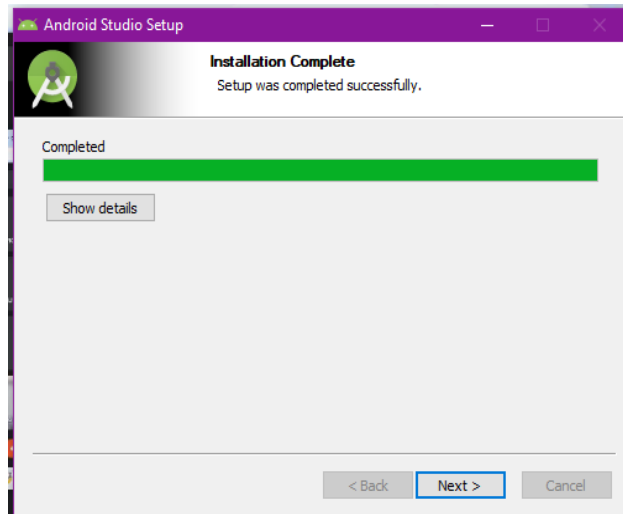 Android Studio Setup
Installation Complete
Setup was completed successfully.
Completed
Show details
< Back
Next >
Cancel